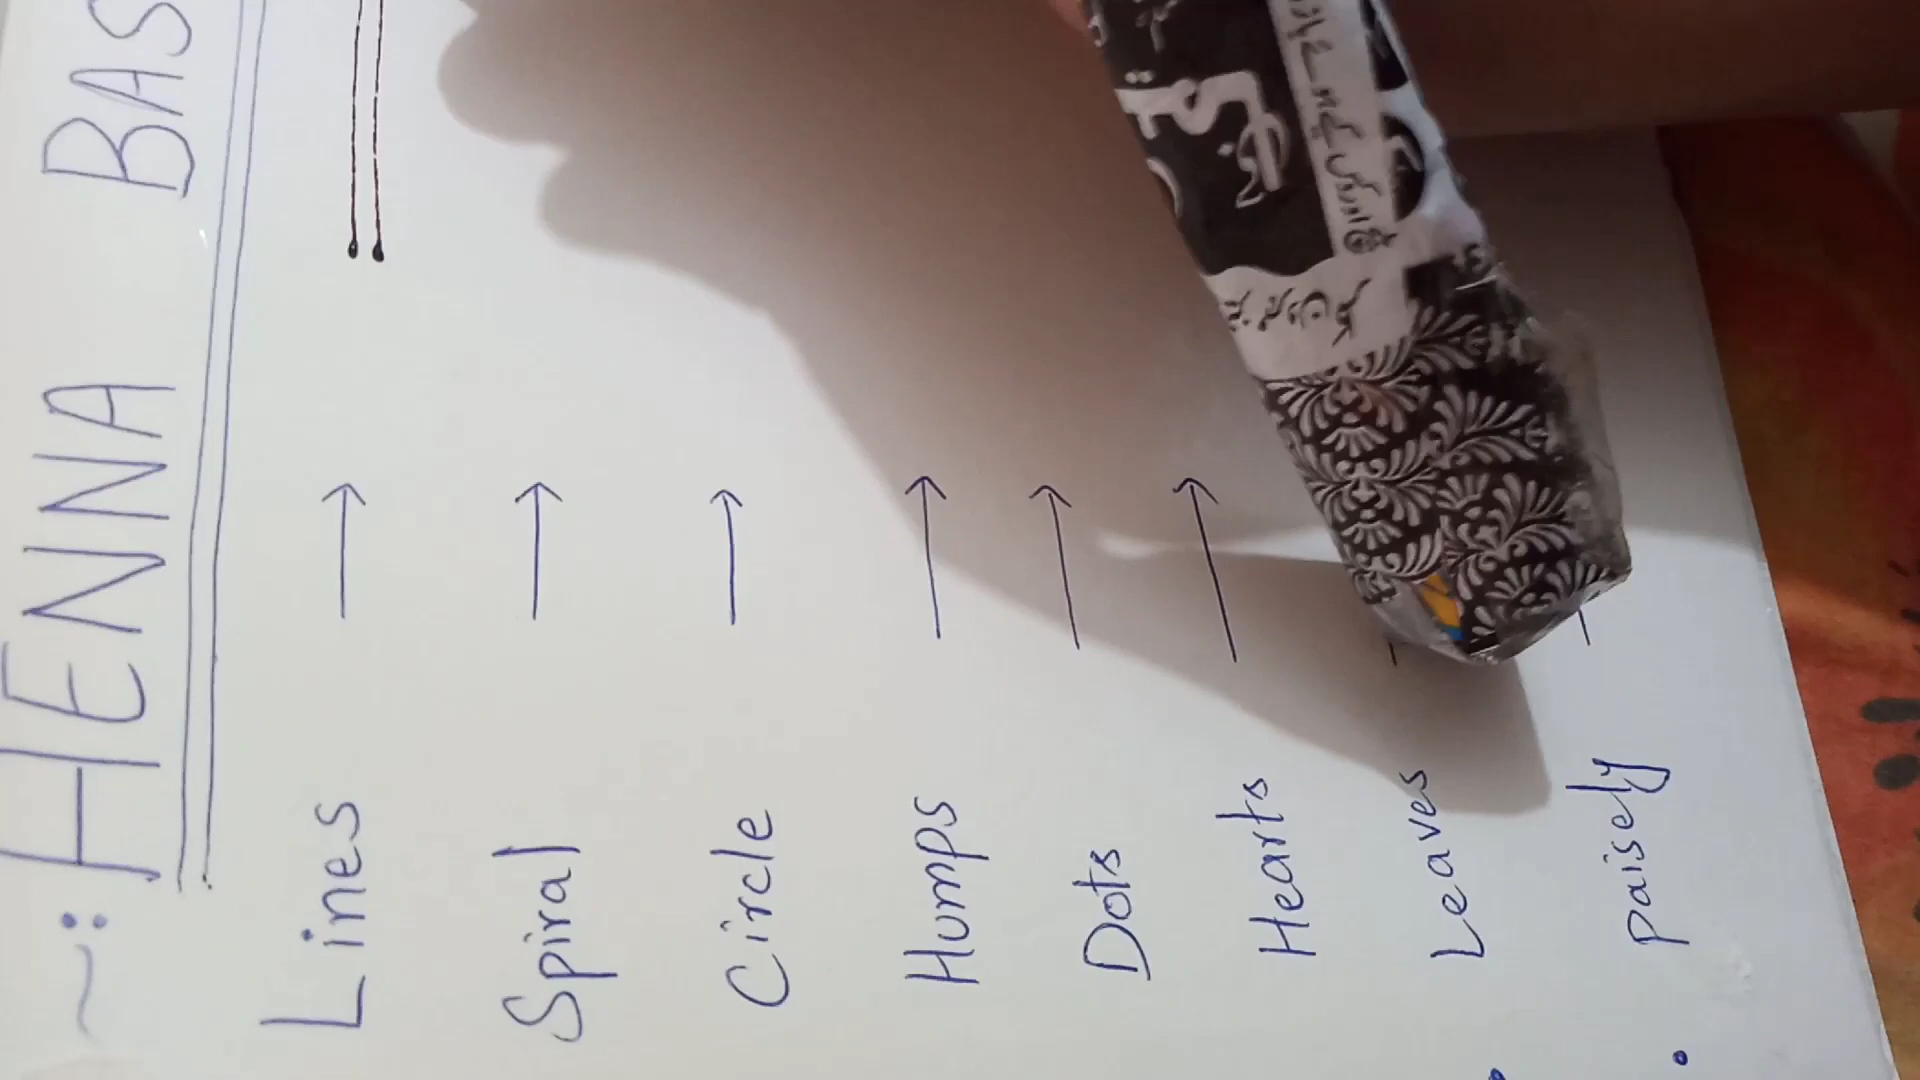 ~: HENNA BAS
Lines →
Spiral →
Circle →
Humps →
Dots →
Hearts →
Leaves
paisely